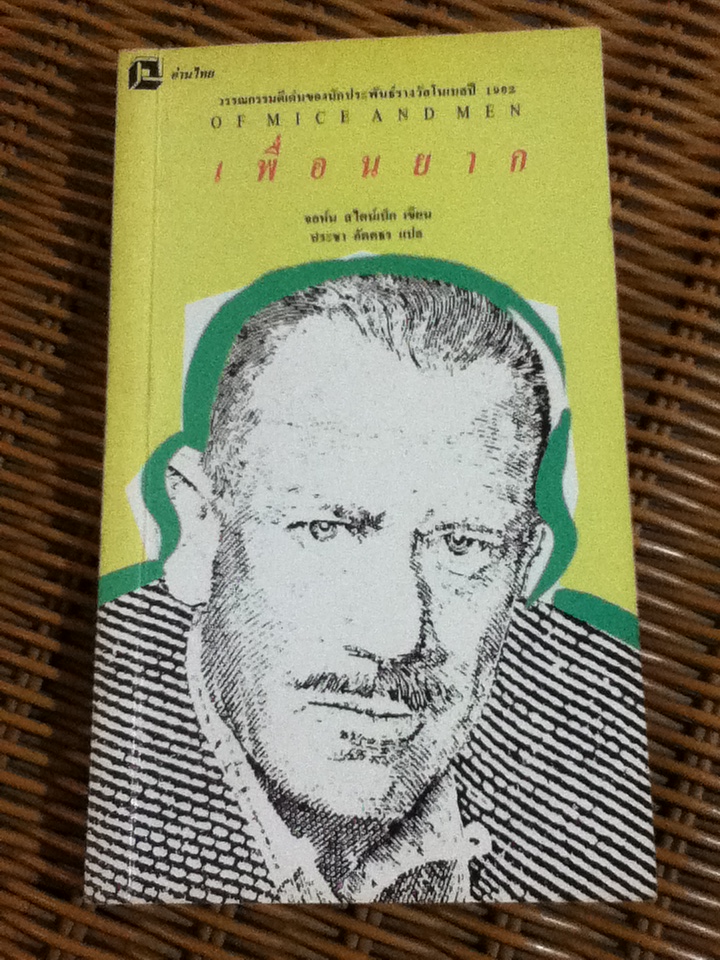 อ่านไทย
วรรณกรรมดีเด่นของนักประพันธ์รางวัลโนเบลปี 1962
OF MICE AND MEN
เพื่อนยาก
จอห์น สไตน์เบ็ก เขียน
ประชา อัตตธร แปล